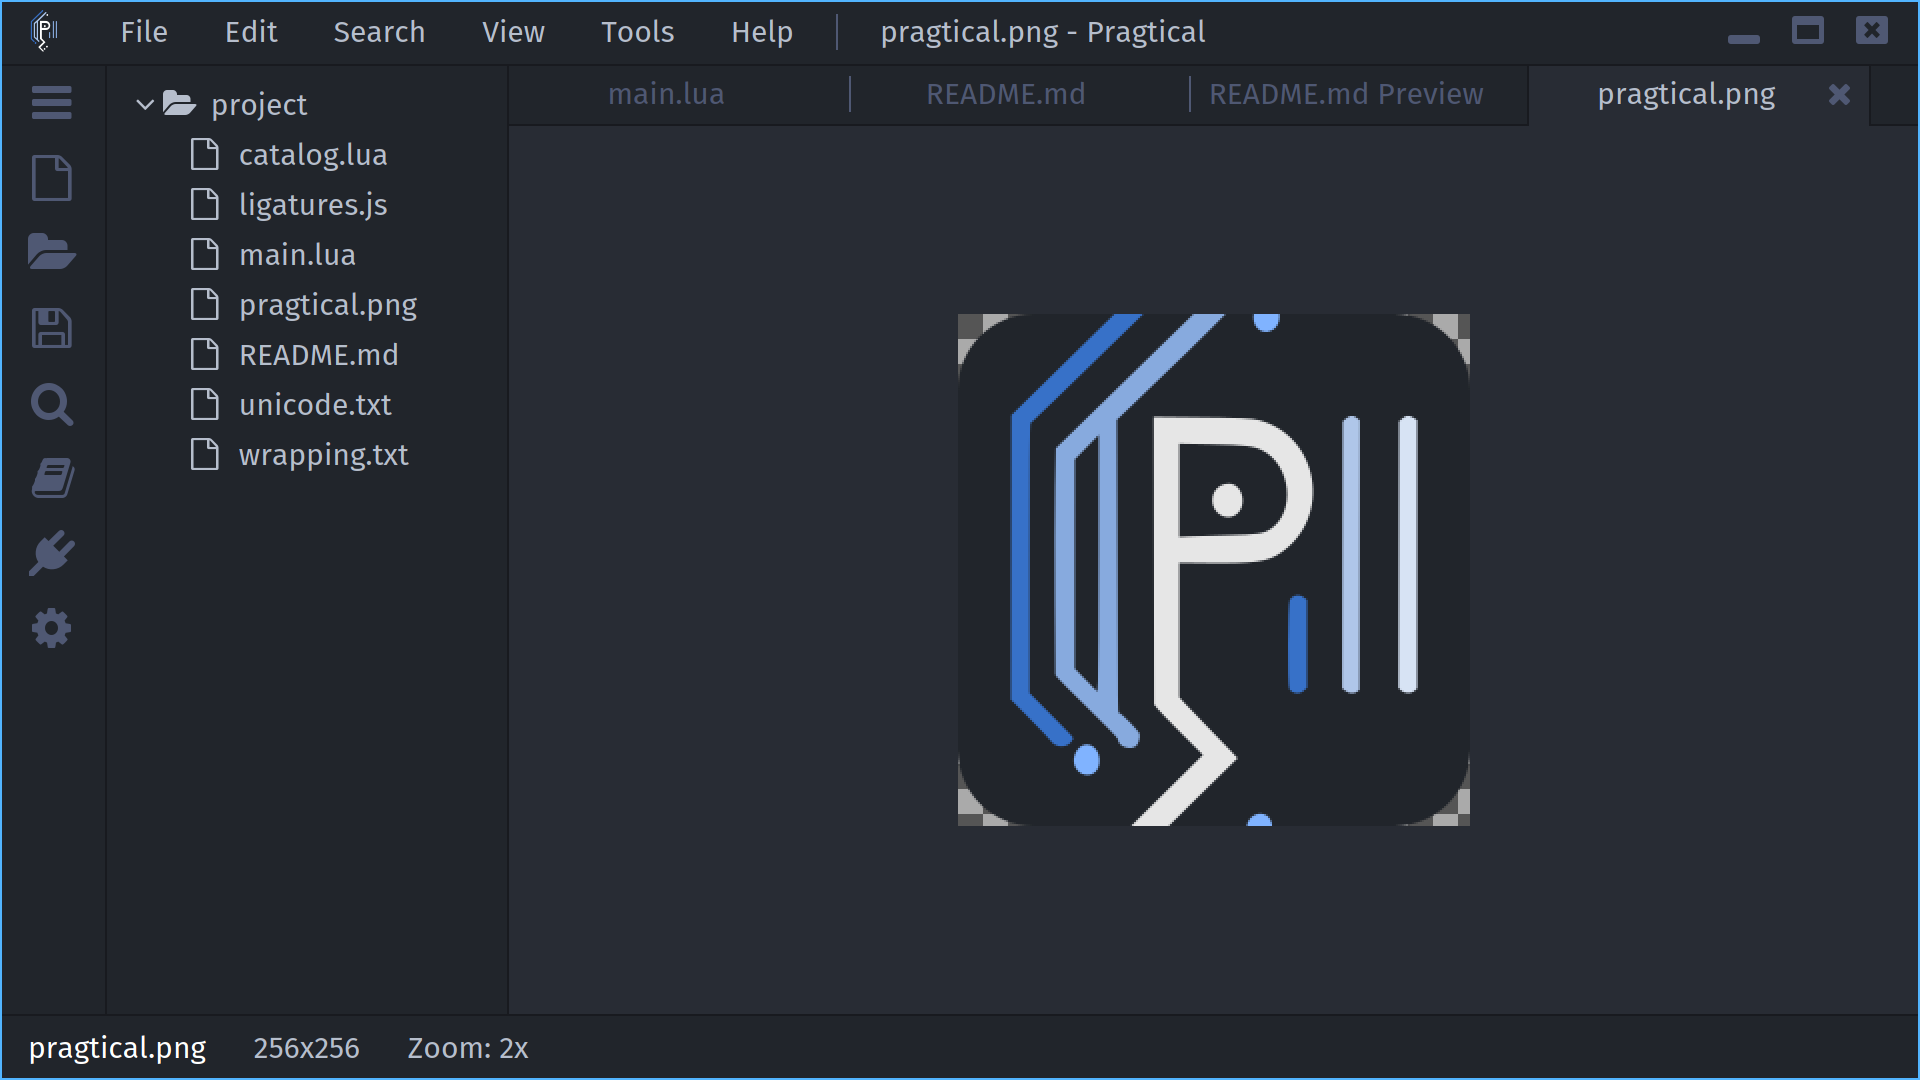 File Edit Search View Tools Help pragtical.png - Pragtical
main.lua README.md README.md Preview pragtical.png
project
catalog.lua
ligatures.js
main.lua
pragtical.png
README.md
unicode.txt
wrapping.txt
P
pragtical.png 256x256 Zoom: 2x